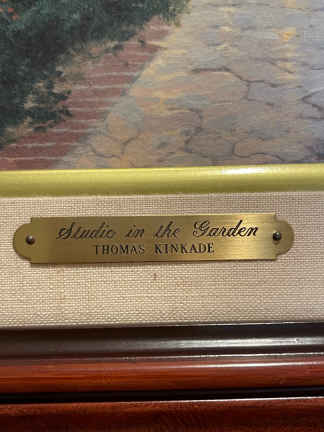 Studio in the Garden
THOMAS KINKADE